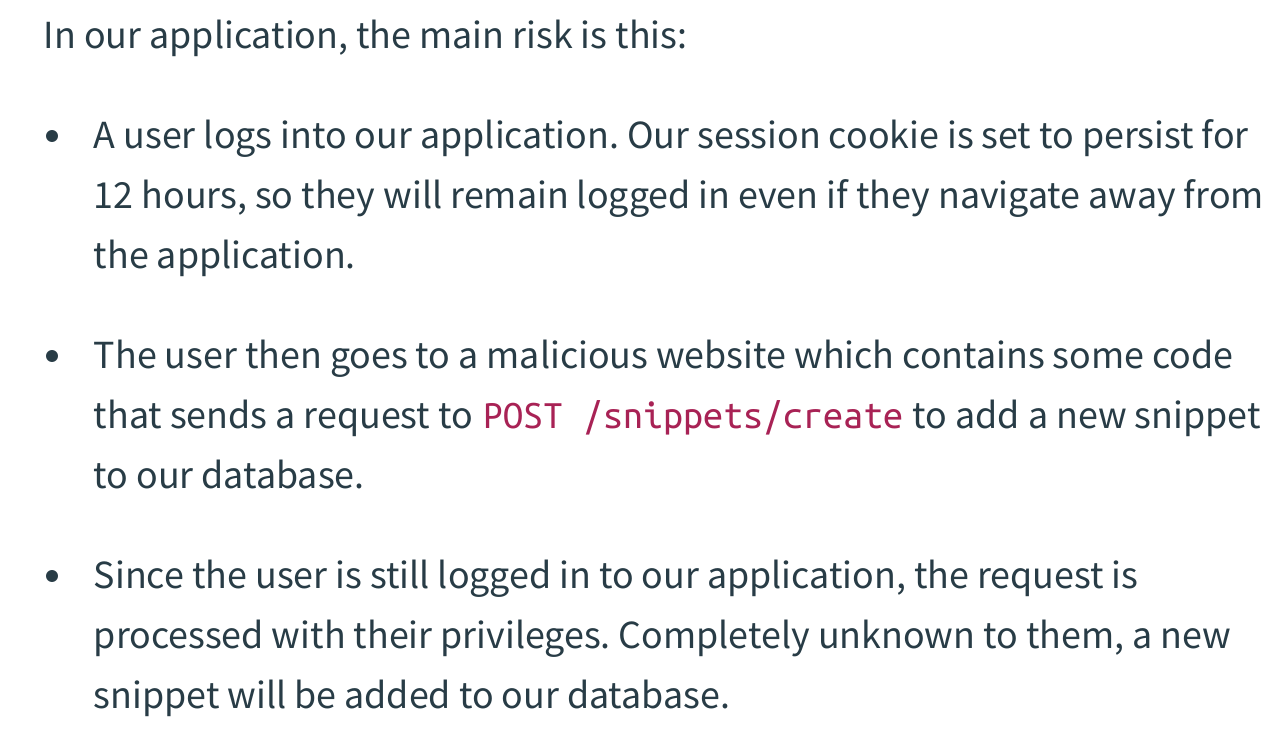 In our application, the main risk is this:
• A user logs into our application. Our session cookie is set to persist for
12 hours, so they will remain logged in even if they navigate away from
the application.
• The user then goes to a malicious website which contains some code
that sends a request to POST /snippets/create to add a new snippet
to our database.
• Since the user is still logged in to our application, the request is
processed with their privileges. Completely unknown to them, a new
snippet will be added to our database.